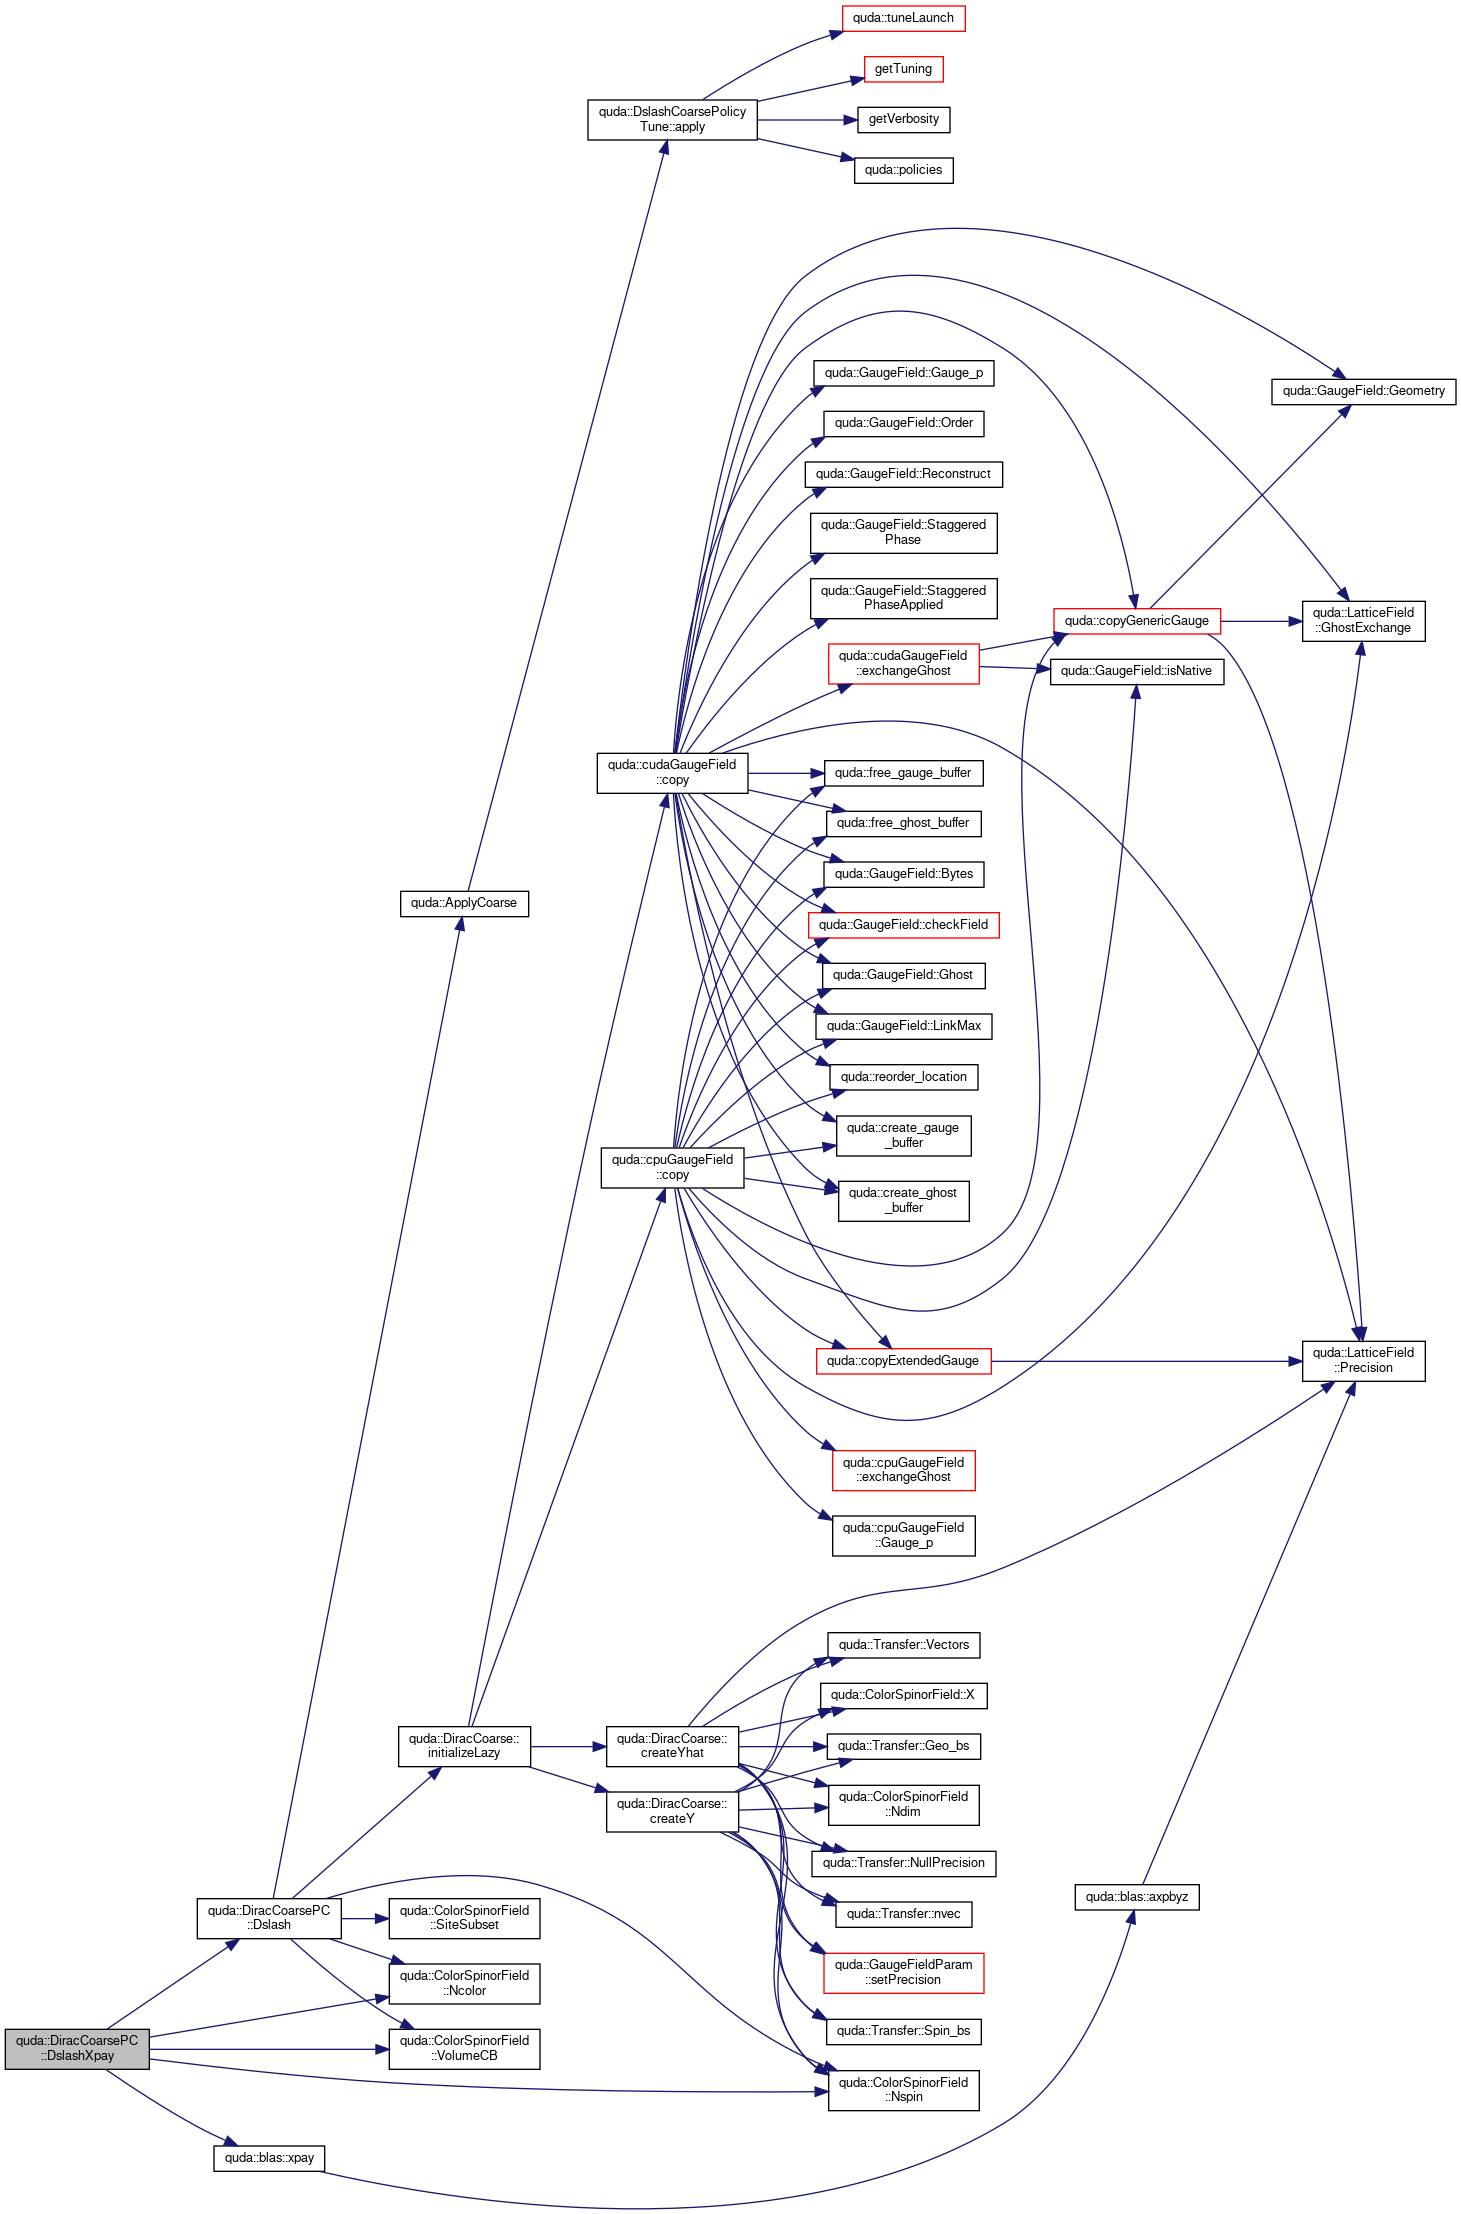 quda::tuneLaunch
getTuning
quda::DslashCoarsePolicy
Tune::apply
getVerbosity
quda::policies
quda::GaugeField::Gauge_p
quda::GaugeField::Geometry
quda::GaugeField::Order
quda::GaugeField::Reconstruct
quda::GaugeField::Staggered
Phase
quda::GaugeField::Staggered
PhaseApplied
quda::copyGenericGauge
quda::LatticeField
::GhostExchange
quda::cudaGaugeField
::exchangeGhost
quda::GaugeField::isNative
quda::cudaGaugeField
::copy
quda::free_gauge_buffer
quda::free_ghost_buffer
quda::GaugeField::Bytes
quda::ApplyCoarse
quda::GaugeField::checkField
quda::GaugeField::Ghost
quda::GaugeField::LinkMax
quda::reorder_location
quda::create_gauge
_buffer
quda::cpuGaugeField
::copy
quda::create_ghost
_buffer
quda::copyExtendedGauge
quda::LatticeField
::Precision
quda::cpuGaugeField
::exchangeGhost
quda::cpuGaugeField
::Gauge_p
quda::Transfer::Vectors
quda::ColorSpinorField::X
quda::DiracCoarse::
initializeLazy
quda::DiracCoarse::
createYhat
quda::Transfer::Geo_bs
quda::DiracCoarse::
createY
quda::ColorSpinorField
::Ndim
quda::Transfer::NullPrecision
quda::blas::axpbyz
quda::DiracCoarsePC
::Dslash
quda::ColorSpinorField
::SiteSubset
quda::Transfer::nvec
quda::ColorSpinorField
::Ncolor
quda::GaugeFieldParam
::setPrecision
quda::DiracCoarsePC
::DslashXpay
quda::ColorSpinorField
::VolumeCB
quda::Transfer::Spin_bs
quda::ColorSpinorField
::Nspin
quda::blas::xpay